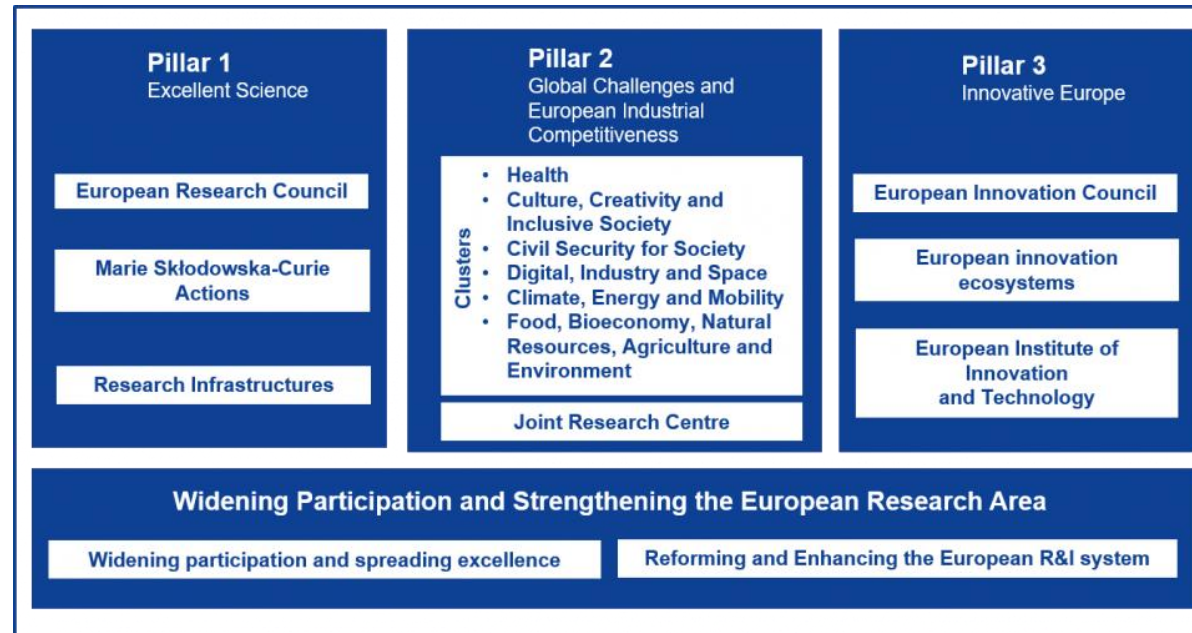 Pillar 1
Excellent Science
European Research Council
Marie Skłodowska-Curie
Actions
Research Infrastructures
Pillar 2
Global Challenges and
European Industrial
Competitiveness
Clusters
• Health
• Culture, Creativity and
Inclusive Society
• Civil Security for Society
• Digital, Industry and Space
• Climate, Energy and Mobility
• Food, Bioeconomy, Natural
Resources, Agriculture and
Environment
Joint Research Centre
Pillar 3
Innovative Europe
European Innovation Council
European innovation
ecosystems
European Institute of
Innovation
and Technology
Widening Participation and Strengthening the European Research Area
Widening participation and spreading excellence
Reforming and Enhancing the European R&I system